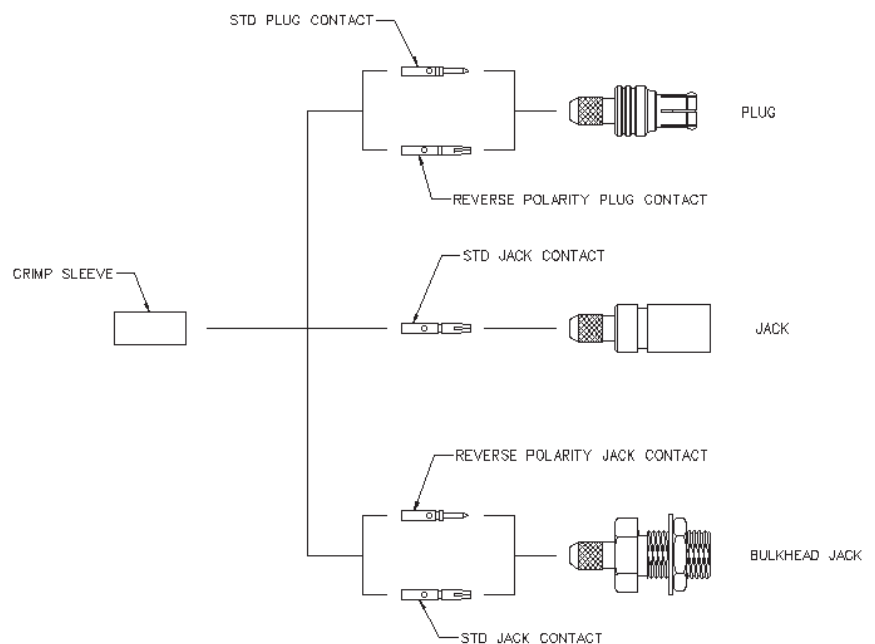 STD PLUG CONTACT
PLUG
REVERSE POLARITY PLUG CONTACT
STD JACK CONTACT
CRIMP SLEEVE
JACK
REVERSE POLARITY JACK CONTACT
BULKHEAD JACK
STD JACK CONTACT